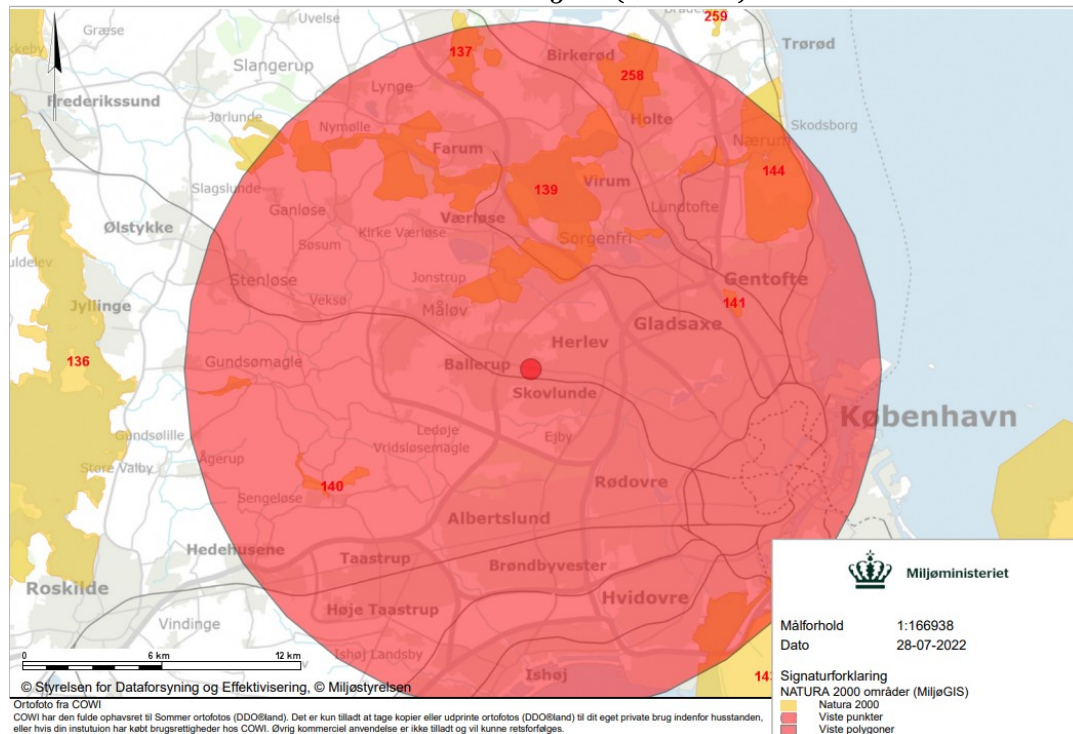 259
Græse
Uvelse
Trørød
ckeby
137
Birkerød
Slangerup
258
Lynge
Frederikssund
Holte
Jørlunde
Nymølle
Skodsborg
Farum
Nærum
144
Slagslunde
139
Virum
Ganløse
Værløse
Lundtofte
Ølstykke
Kirke Værløse
Søsum
Sorgenfri
Stenløse
Jonstrup
Gentofte
Veksø
Måløv
141
Jyllinge
Gladsaxe
Herlev
136
Gundsømagle
Ballerup
Skovlunde
København
Gundsølille
Ledøje
Ejby
Vridsløsemagle
Store Valby
Ågerup
Rødovre
Sengeløse
140
Albertslund
Hedehusene
Taastrup
Brøndbyvester
Roskilde
Høje Taastrup
Hvidovre
Vindinge
Ishøj Landsby
Ishøj
0 6 km 12 km
© Styrelsen for Dataforsyning og Effektivisering, © Miljøstyrelsen
Miljøministeriet
Målforhold 1:166938
Dato 28-07-2022
Signaturforklaring
NATURA 2000 områder (MiljøGIS)
Natura 2000
Viste punkter
Viste polygoner
Ortofoto fra COWI
COWI har den fulde ophavsret til Sommer ortofotos (DDO®land). Det er kun tilladt at tage kopier eller udprinte ortofotos (DDO®land) til dit eget private brug indenfor husstanden,
eller hvis din instutuion har købt brugsrettigheder hos COWI. Øvrig kommerciel anvendelse er ikke tilladt og vil kunne retsforfølges.